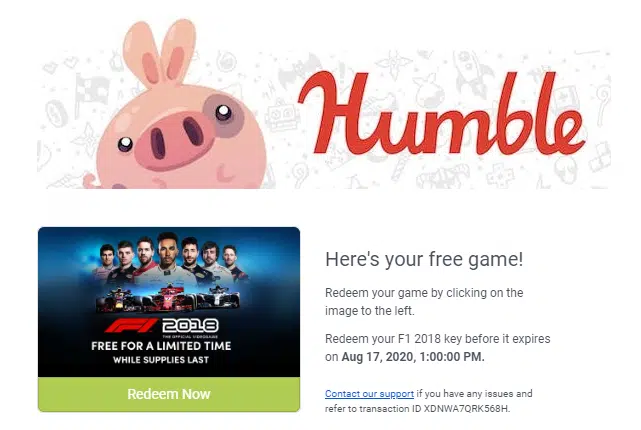 Humble
F1 2018
THE OFFICIAL VIDEOGAME
FREE FOR A LIMITED TIME
WHILE SUPPLIES LAST
Redeem Now
Here's your free game!
Redeem your game by clicking on the
image to the left.
Redeem your F1 2018 key before it expires
on Aug 17, 2020, 1:00:00 PM.
Contact our support if you have any issues and
refer to transaction ID XDNWA7QRK568H.